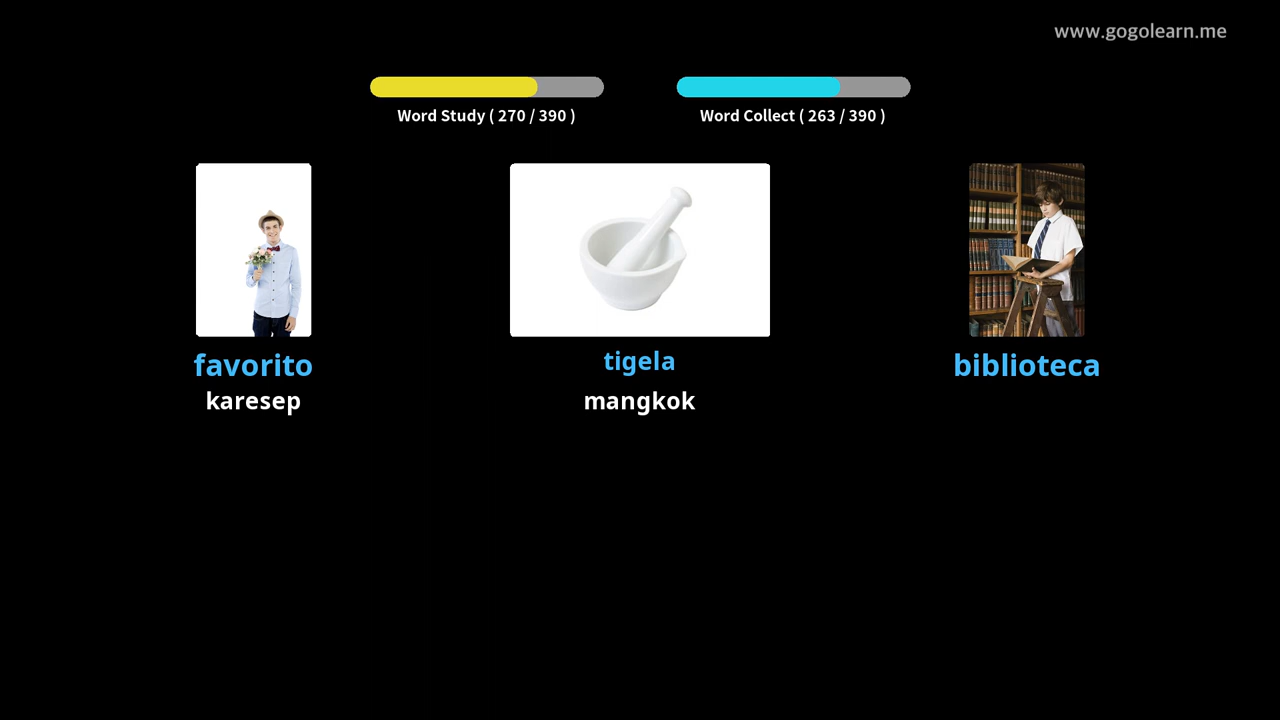 www.gogolearn.me
Word Study ( 270 / 390 )
Word Collect ( 263 / 390 )
favorito
karesep
tigela
mangkok
biblioteca